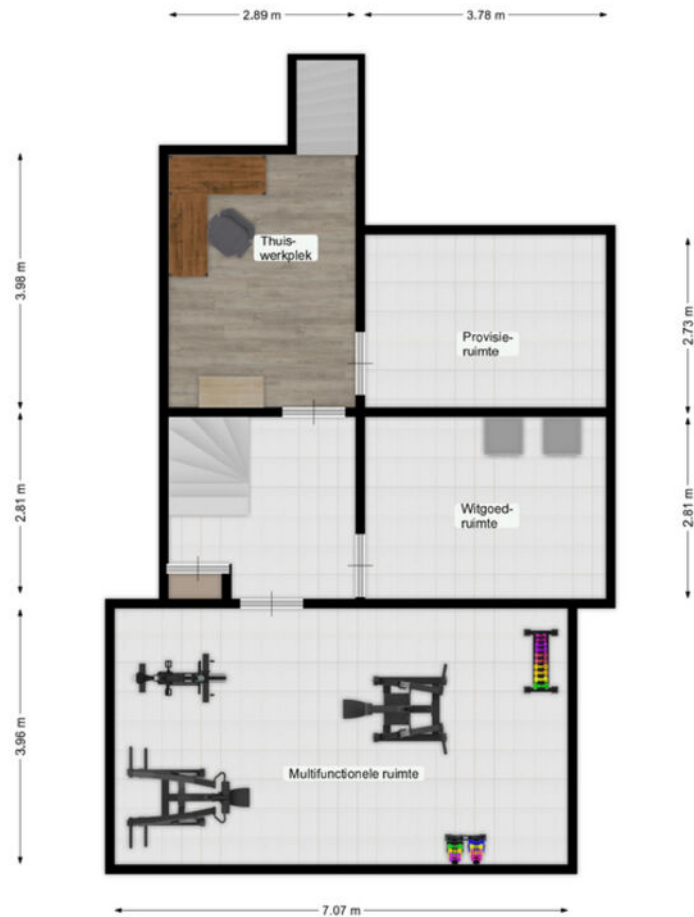 2.89 m
3.78 m
3.98 m
Thuis-
werkplek
2.73 m
Provisie-
ruimte
2.81 m
Witgoed-
ruimte
2.81 m
3.96 m
Multifunctionele ruimte
7.07 m